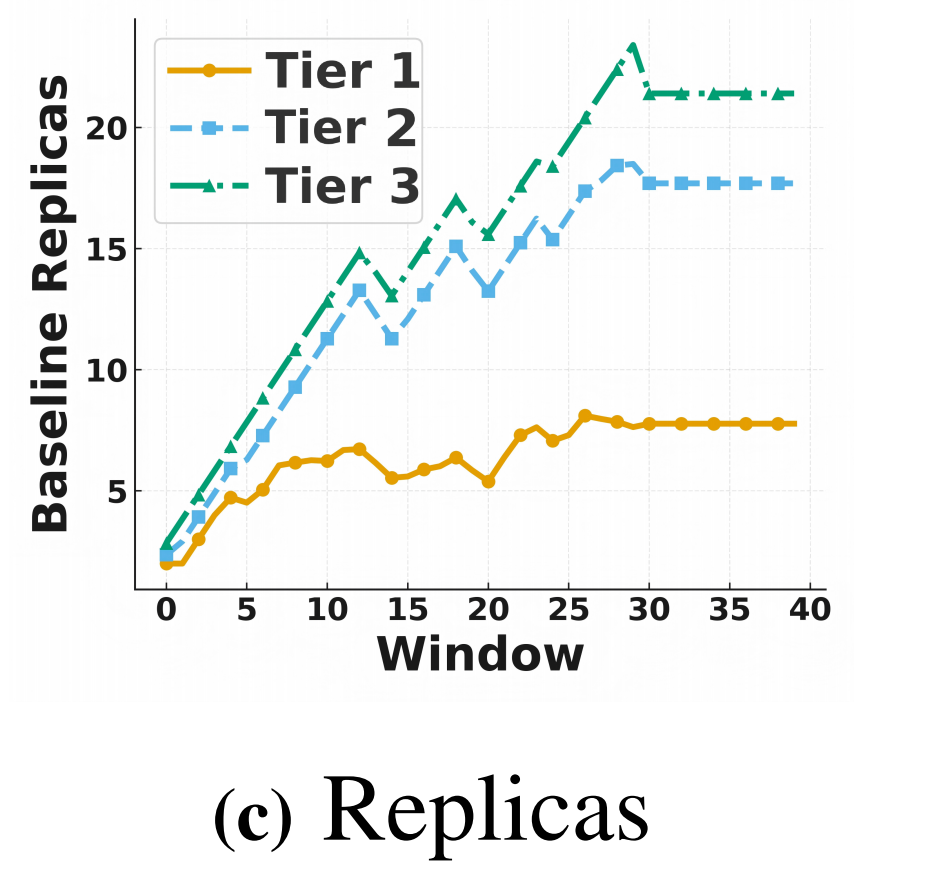 Tier 1
Tier 2
Tier 3
Baseline Replicas
20
15
10
5
0 5 10 15 20 25 30 35 40
Window
(c) Replicas